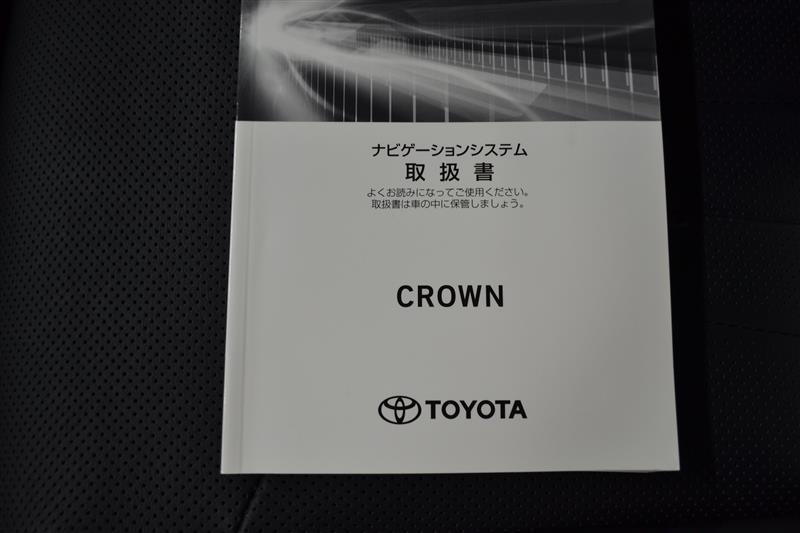 ナビゲーションシステム
取扱書
よくお読みになってご使用ください。
取扱書は車の中に保管しましょう。
CROWN
TOYOTA